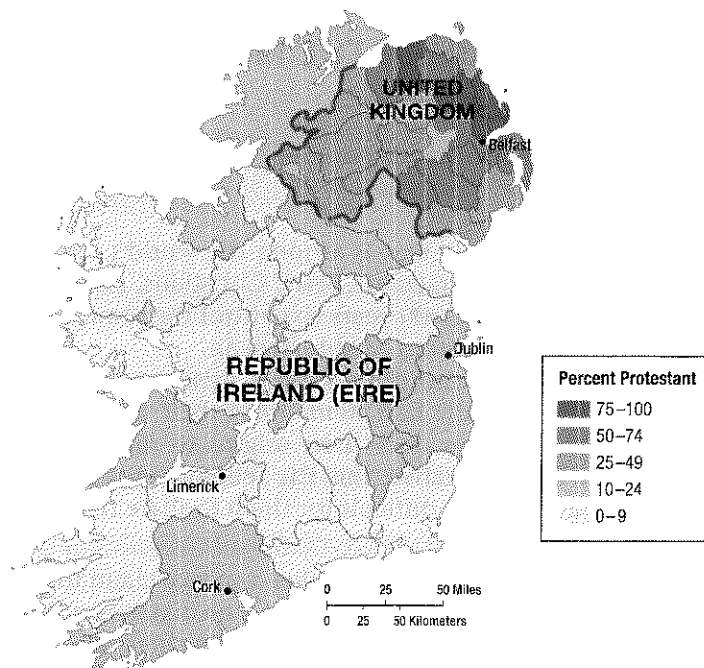 UNITED
KINGDOM
Belfast
Dublin
REPUBLIC OF
IRELAND (EIRE)
Limerick
Cork
Percent Protestant
75–100
50–74
25–49
10–24
0–9
0 25 50 Miles
0 25 50 Kilometers